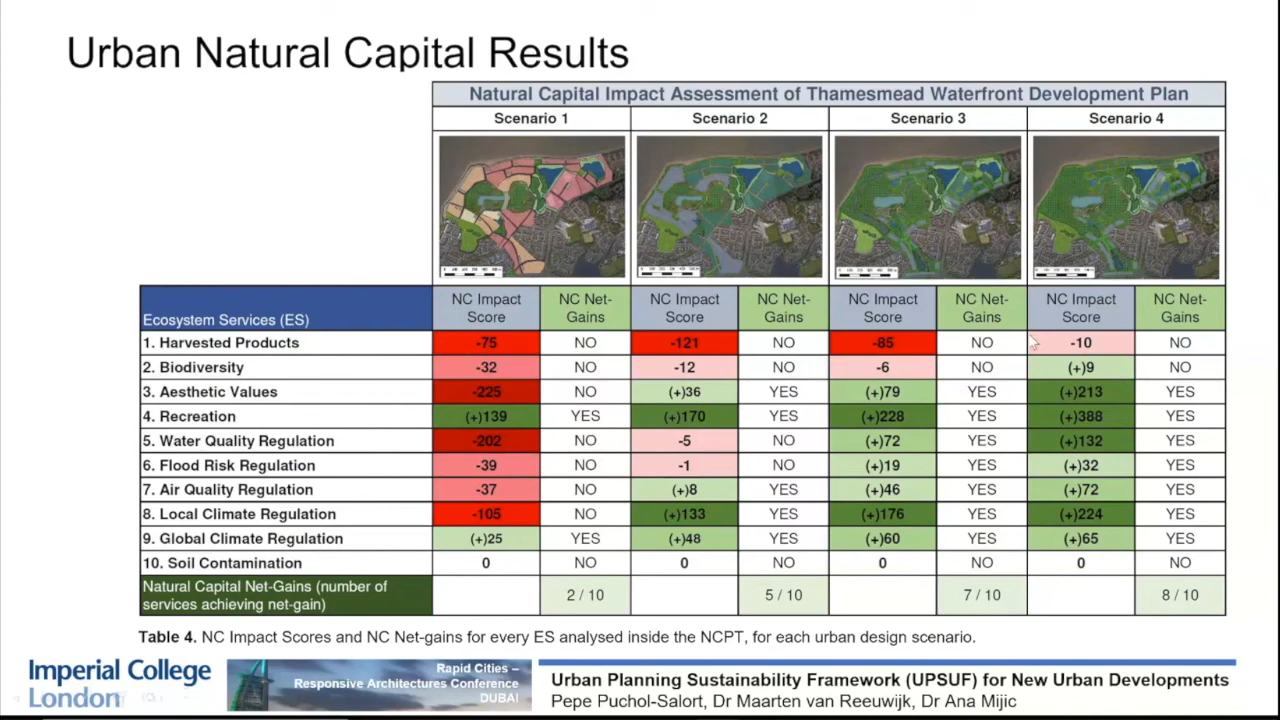 Urban Natural Capital Results
Natural Capital Impact Assessment of Thamesmead Waterfront Development Plan
Scenario 1 Scenario 2 Scenario 3 Scenario 4
Ecosystem Services (ES) NC Impact Score NC Net-Gains NC Impact Score NC Net-Gains NC Impact Score NC Net-Gains NC Impact Score NC Net-Gains
1. Harvested Products -75 NO -121 NO -85 NO -10 NO
2. Biodiversity -32 NO -12 NO -6 NO (+)9 NO
3. Aesthetic Values -225 NO (+)36 YES (+)79 YES (+)213 YES
4. Recreation (+)139 YES (+)170 YES (+)228 YES (+)388 YES
5. Water Quality Regulation -202 NO -5 NO (+)72 YES (+)132 YES
6. Flood Risk Regulation -39 NO -1 NO (+)19 YES (+)32 YES
7. Air Quality Regulation -37 NO (+)8 YES (+)46 YES (+)72 YES
8. Local Climate Regulation -105 NO (+)133 YES (+)176 YES (+)224 YES
9. Global Climate Regulation (+)25 YES (+)48 YES (+)60 YES (+)65 YES
10. Soil Contamination 0 NO 0 NO 0 NO 0 NO
Natural Capital Net-Gains (number of
services achieving net-gain) 2 / 10 5 / 10 7 / 10 8 / 10
Table 4. NC Impact Scores and NC Net-gains for every ES analysed inside the NCPT, for each urban design scenario.
Imperial College
London
Rapid Cities –
Responsive Architectures Conference
DUBAI
Urban Planning Sustainability Framework (UPSUF) for New Urban Developments
Pepe Puchol-Salort, Dr Maarten van Reeuwijk, Dr Ana Mijic